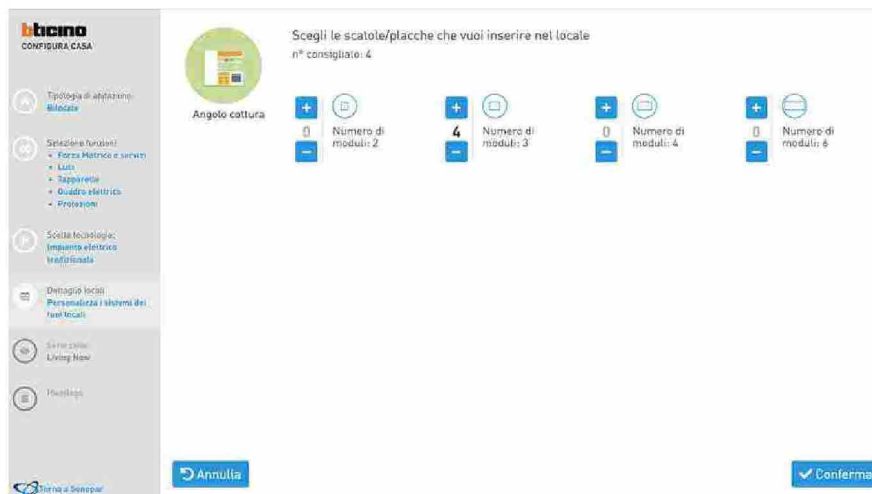 bticino
CONFIGURA CASA
Tipologia di abitazione:
Bilocale
Selezione funzioni:
Forza Motrice e servizi
Luci
Tapparelle
Quadro elettrico
Protezioni
Scelta tecnologia:
Impianto elettrico
tradizionale
Dettaglio locali
Personalizza i sistemi dei
tuoi locali
Serie civile:
Living Now
Riepilogo
Torna a Sonepar
Angolo cottura
Scegli le scatole/placche che vuoi inserire nel locale
n° consigliato: 4
+
0
−
Numero di
moduli: 2
+
4
−
Numero di
moduli: 3
+
0
−
Numero di
moduli: 4
+
0
−
Numero di
moduli: 6
Annulla
Conferma